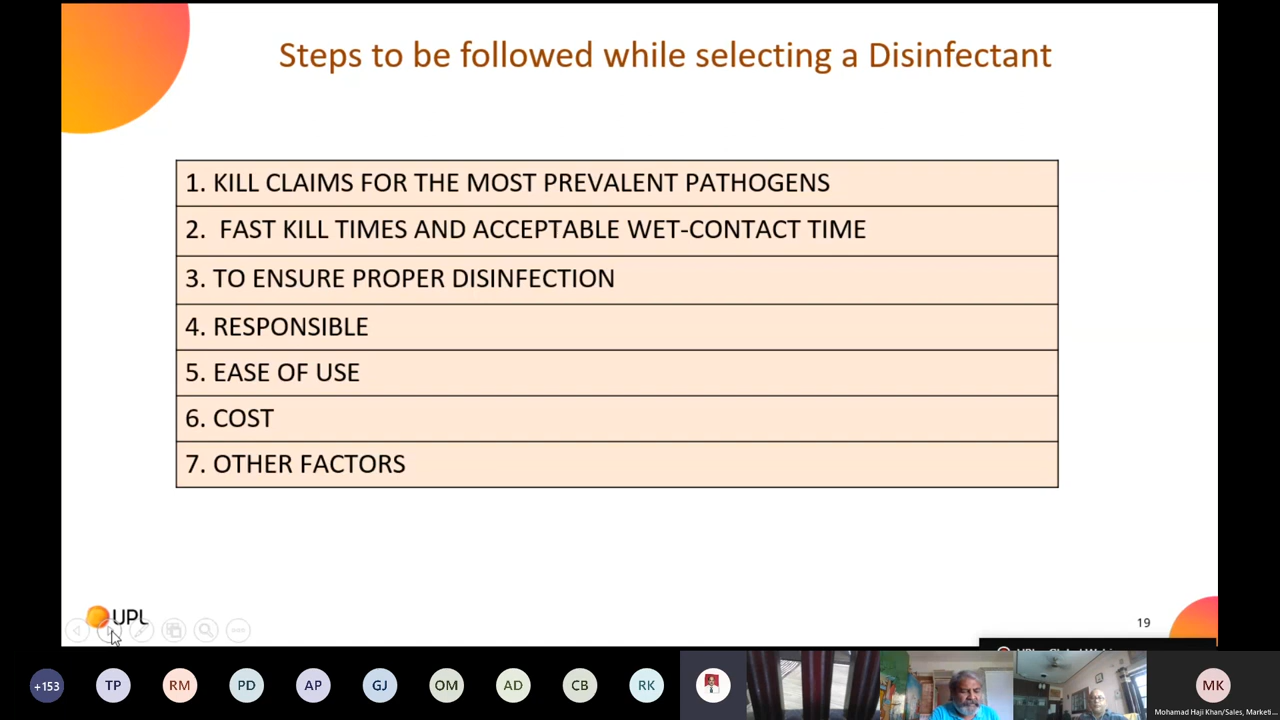 Steps to be followed while selecting a Disinfectant
1. KILL CLAIMS FOR THE MOST PREVALENT PATHOGENS
2. FAST KILL TIMES AND ACCEPTABLE WET-CONTACT TIME
3. TO ENSURE PROPER DISINFECTION
4. RESPONSIBLE
5. EASE OF USE
6. COST
7. OTHER FACTORS
UPL
19
+153 TP RM PD AP GJ OM AD CB RK MK
Mohamad Haji Khan/Sales, Marketi...